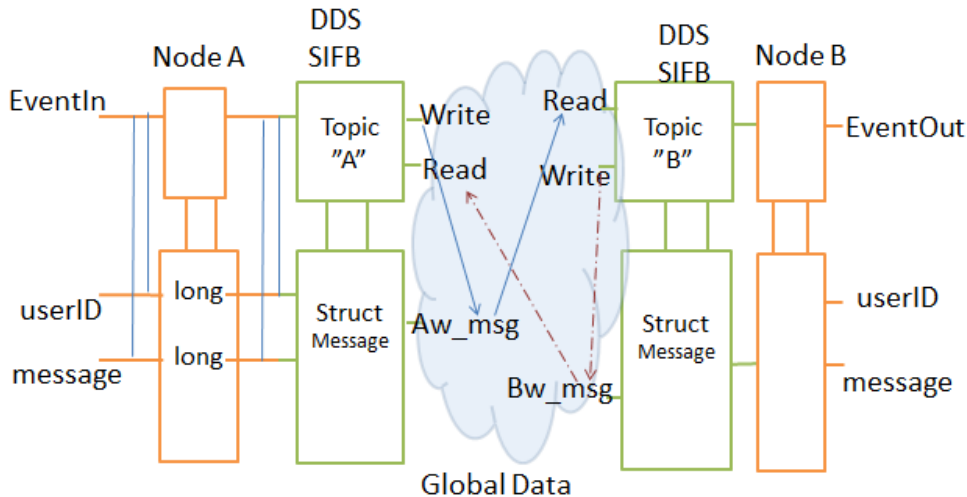 DDS
SIFB
DDS
SIFB
Node A
Node B
EventIn
Write
Read
EventOut
Topic
”A”
Topic
”B”
Read
Write
long
userID
userID
Struct
Message
Aw_msg
Struct
Message
long
message
message
Bw_msg
Global Data